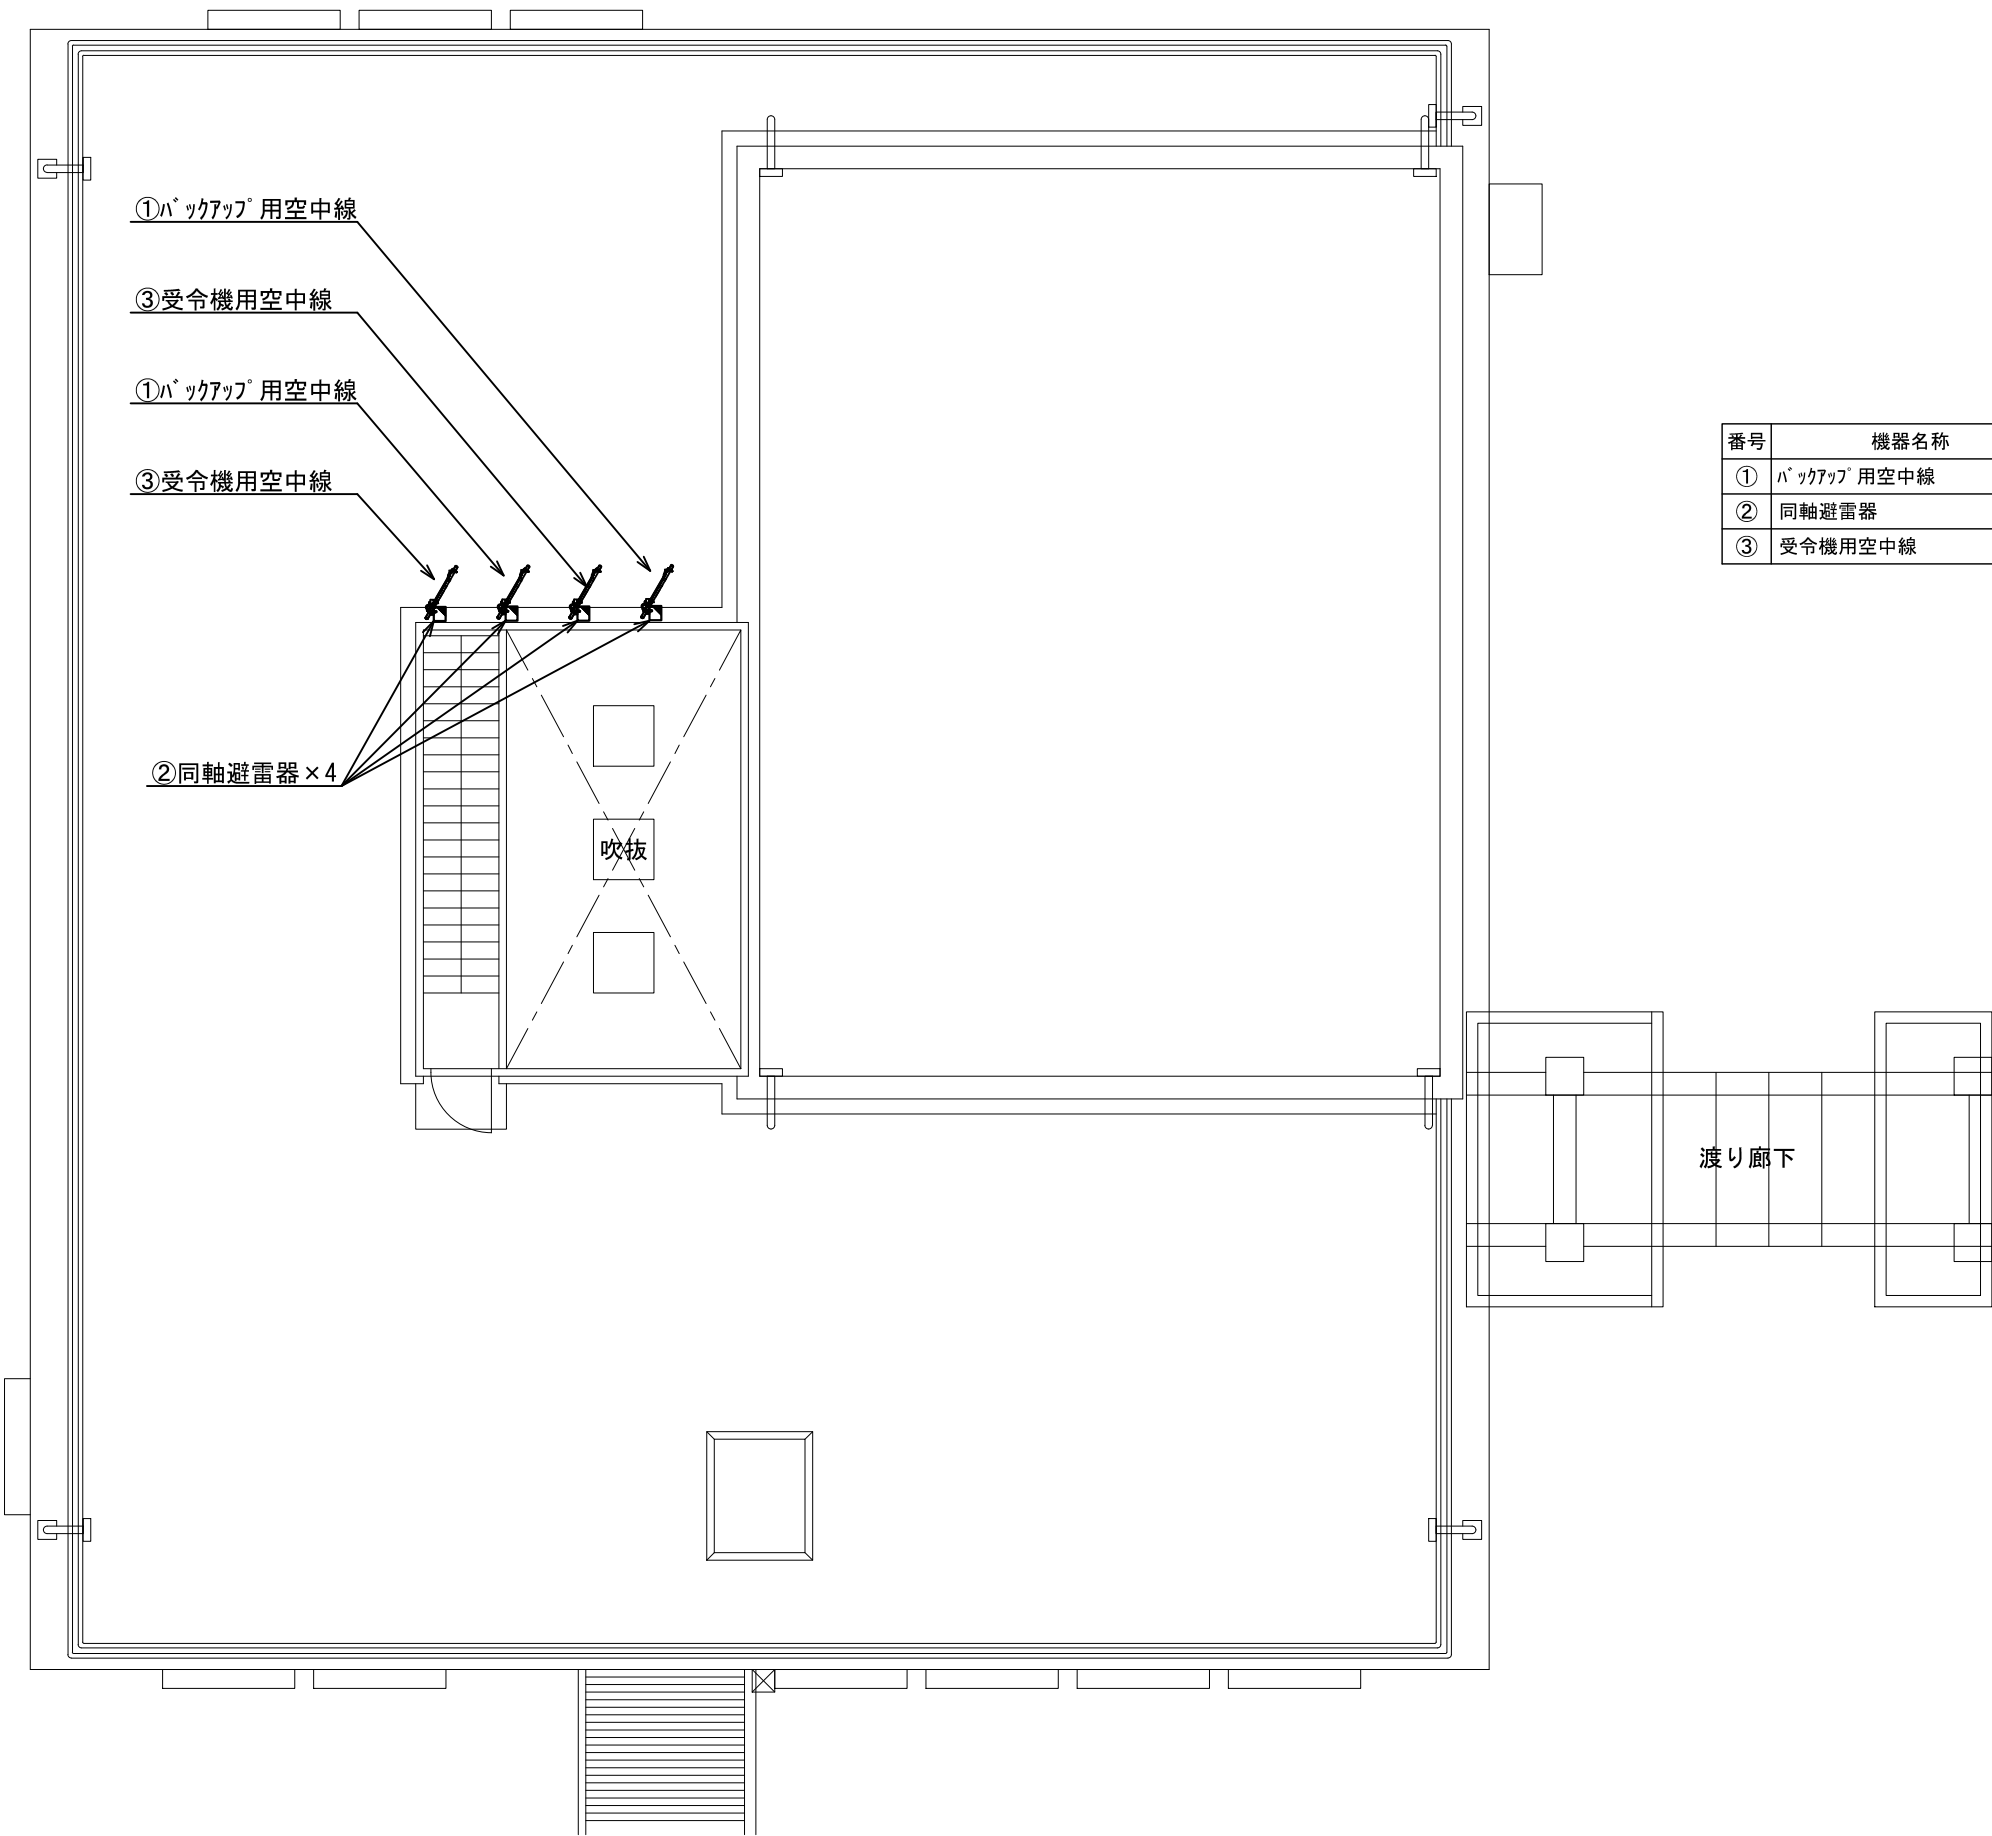 ①ﾊﾞｯｸｱｯﾌﾟ用空中線
③受令機用空中線
①ﾊﾞｯｸｱｯﾌﾟ用空中線
③受令機用空中線
番号 機器名称
① ﾊﾞｯｸｱｯﾌﾟ用空中線
② 同軸避雷器
③ 受令機用空中線
②同軸避雷器×4
吹抜
渡り廊下